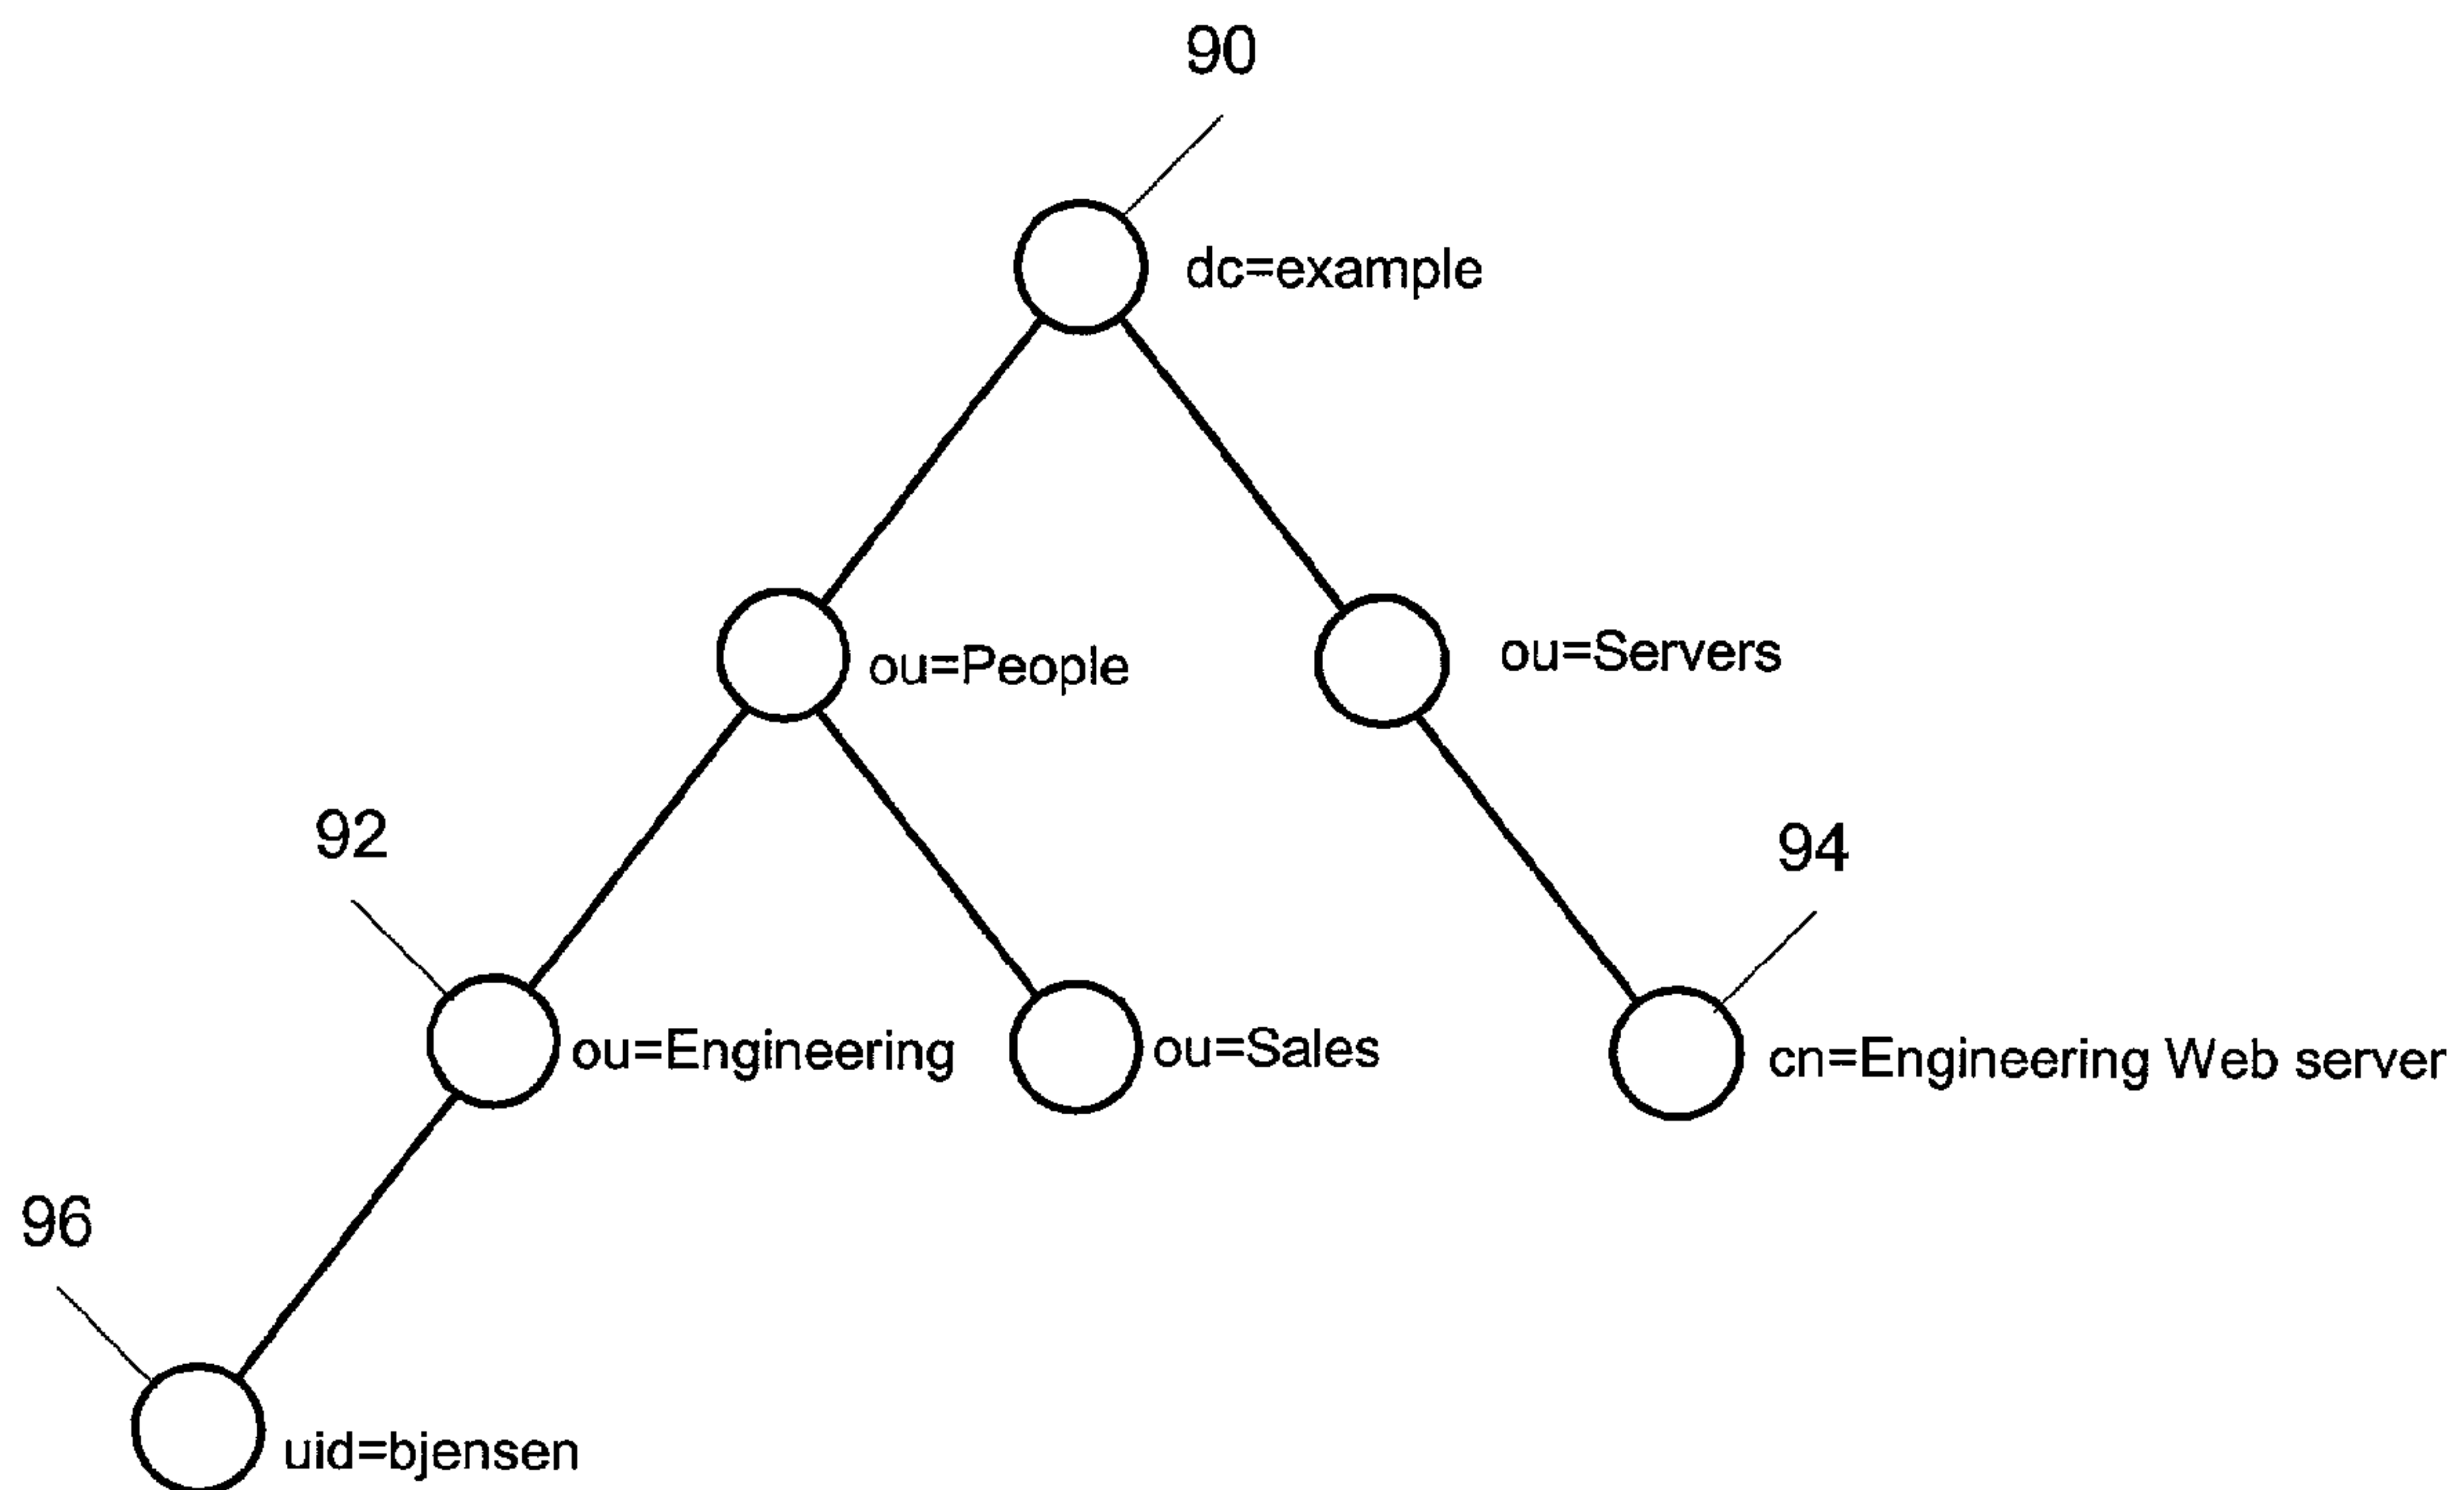 90
dc=example
ou=People
ou=Servers
92
94
ou=Engineering
ou=Sales
cn=Engineering Web server
96
uid=bjensen